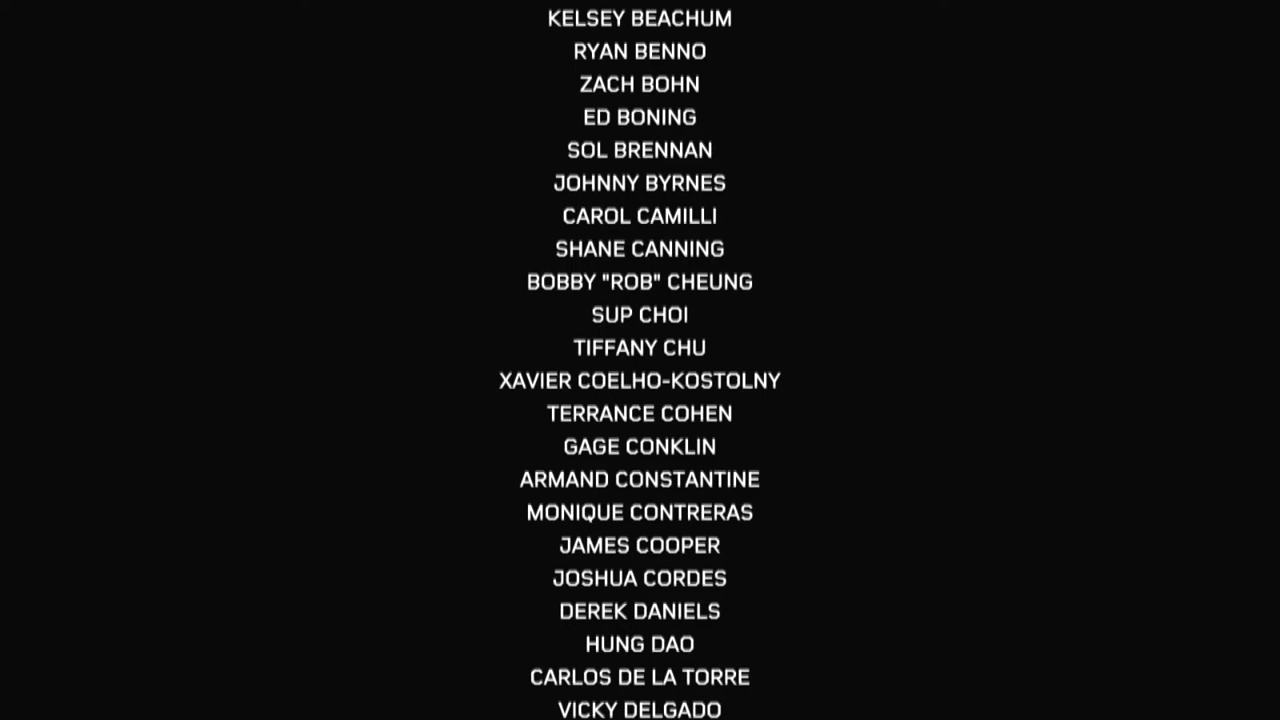 KELSEY BEACHUM
RYAN BENNO
ZACH BOHN
ED BONING
SOL BRENNAN
JOHNNY BYRNES
CAROL CAMILLI
SHANE CANNING
BOBBY "ROB" CHEUNG
SUP CHOI
TIFFANY CHU
XAVIER COELHO-KOSTOLNY
TERRANCE COHEN
GAGE CONKLIN
ARMAND CONSTANTINE
MONIQUE CONTRERAS
JAMES COOPER
JOSHUA CORDES
DEREK DANIELS
HUNG DAO
CARLOS DE LA TORRE
VICKY DELGADO